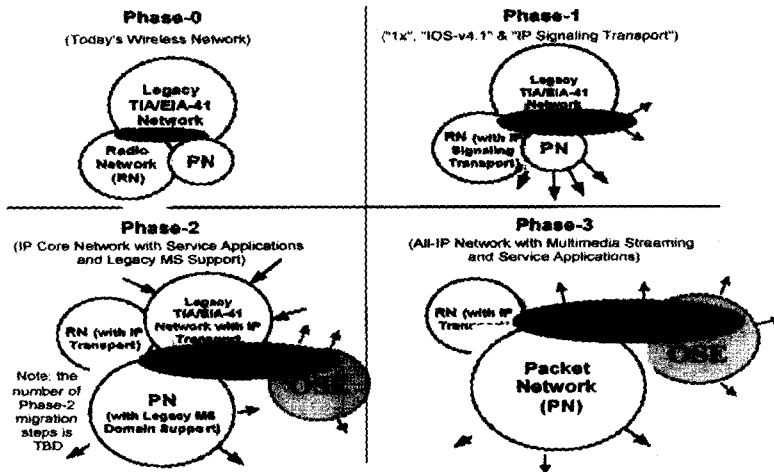 Phase-0
(Today's Wireless Network)
Legacy
TIA/EIA-41
Network
Radio
Network
(RN)
PN
Phase-1
("1x", "IOS-v4.1" & "IP Signaling Transport")
Legacy
TIA/EIA-41
Network
RN (with IP
Signaling
Transport)
PN
Phase-2
(IP Core Network with Service Applications
and Legacy MS Support)
Legacy
TIA/EIA-41
Network with IP
Transport
RN (with IP
Transport)
OSE
Note: the
number of
Phase-2
migration
steps is
TBD
PN
(with Legacy MS
Domain Support)
Phase-3
(All-IP Network with Multimedia Streaming
and Service Applications)
RN (with IP
OSE
Packet
Network
(PN)